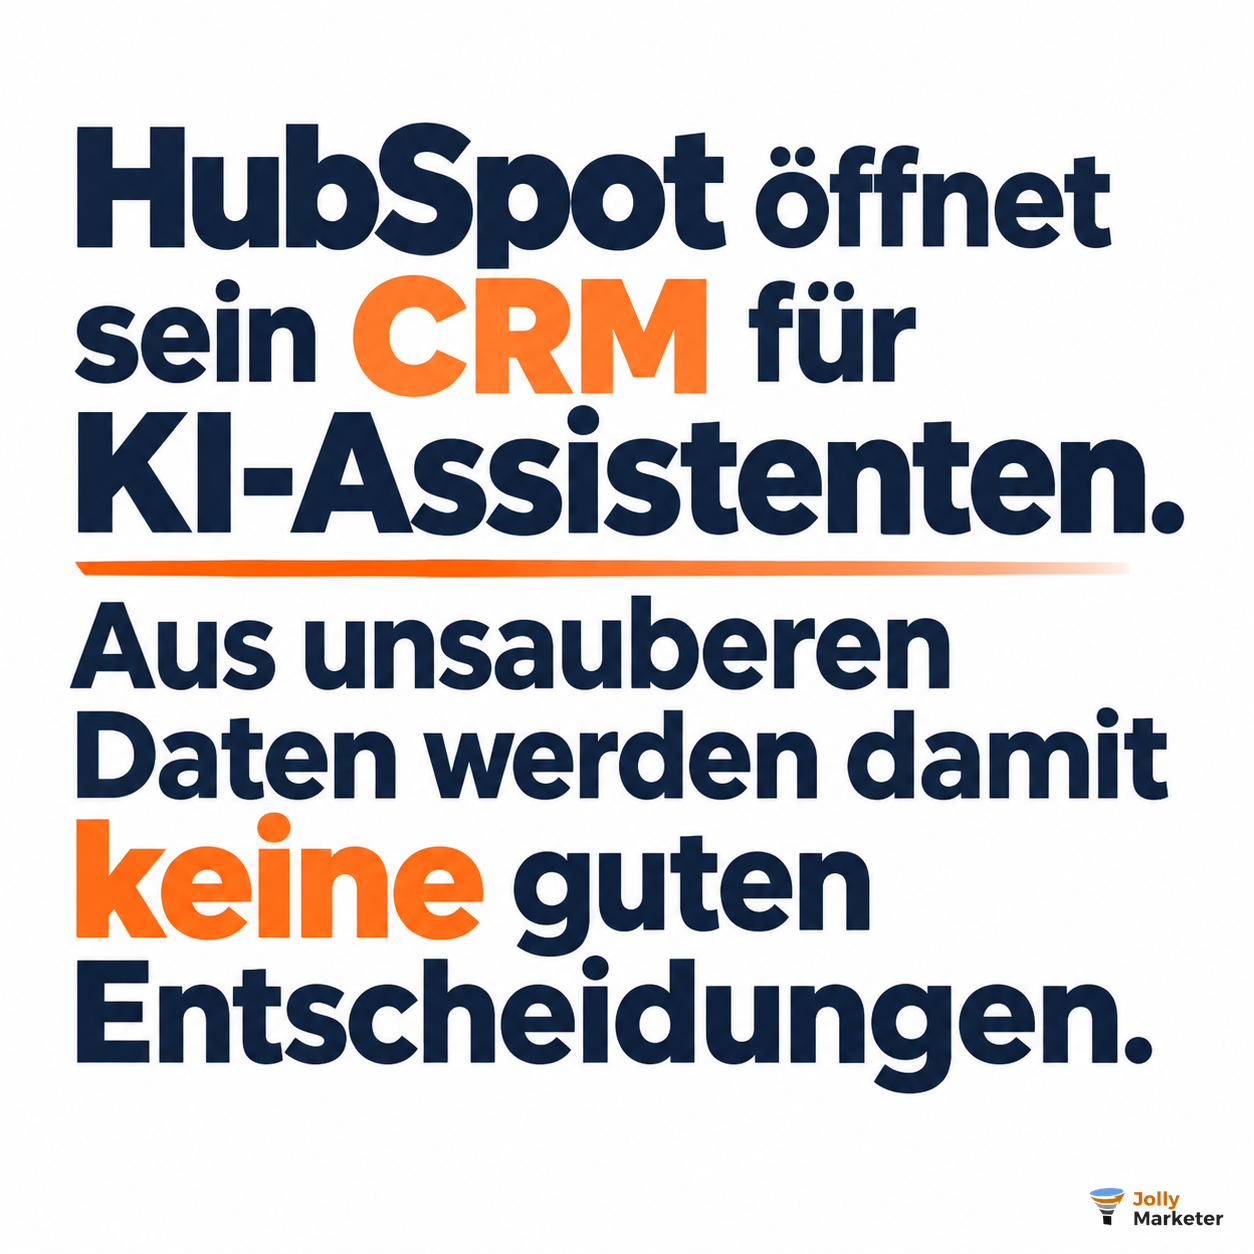 HubSpot öffnet
sein CRM für
KI-Assistenten.
Aus unsauberen
Daten werden damit
keine guten
Entscheidungen.
Jolly
Marketer